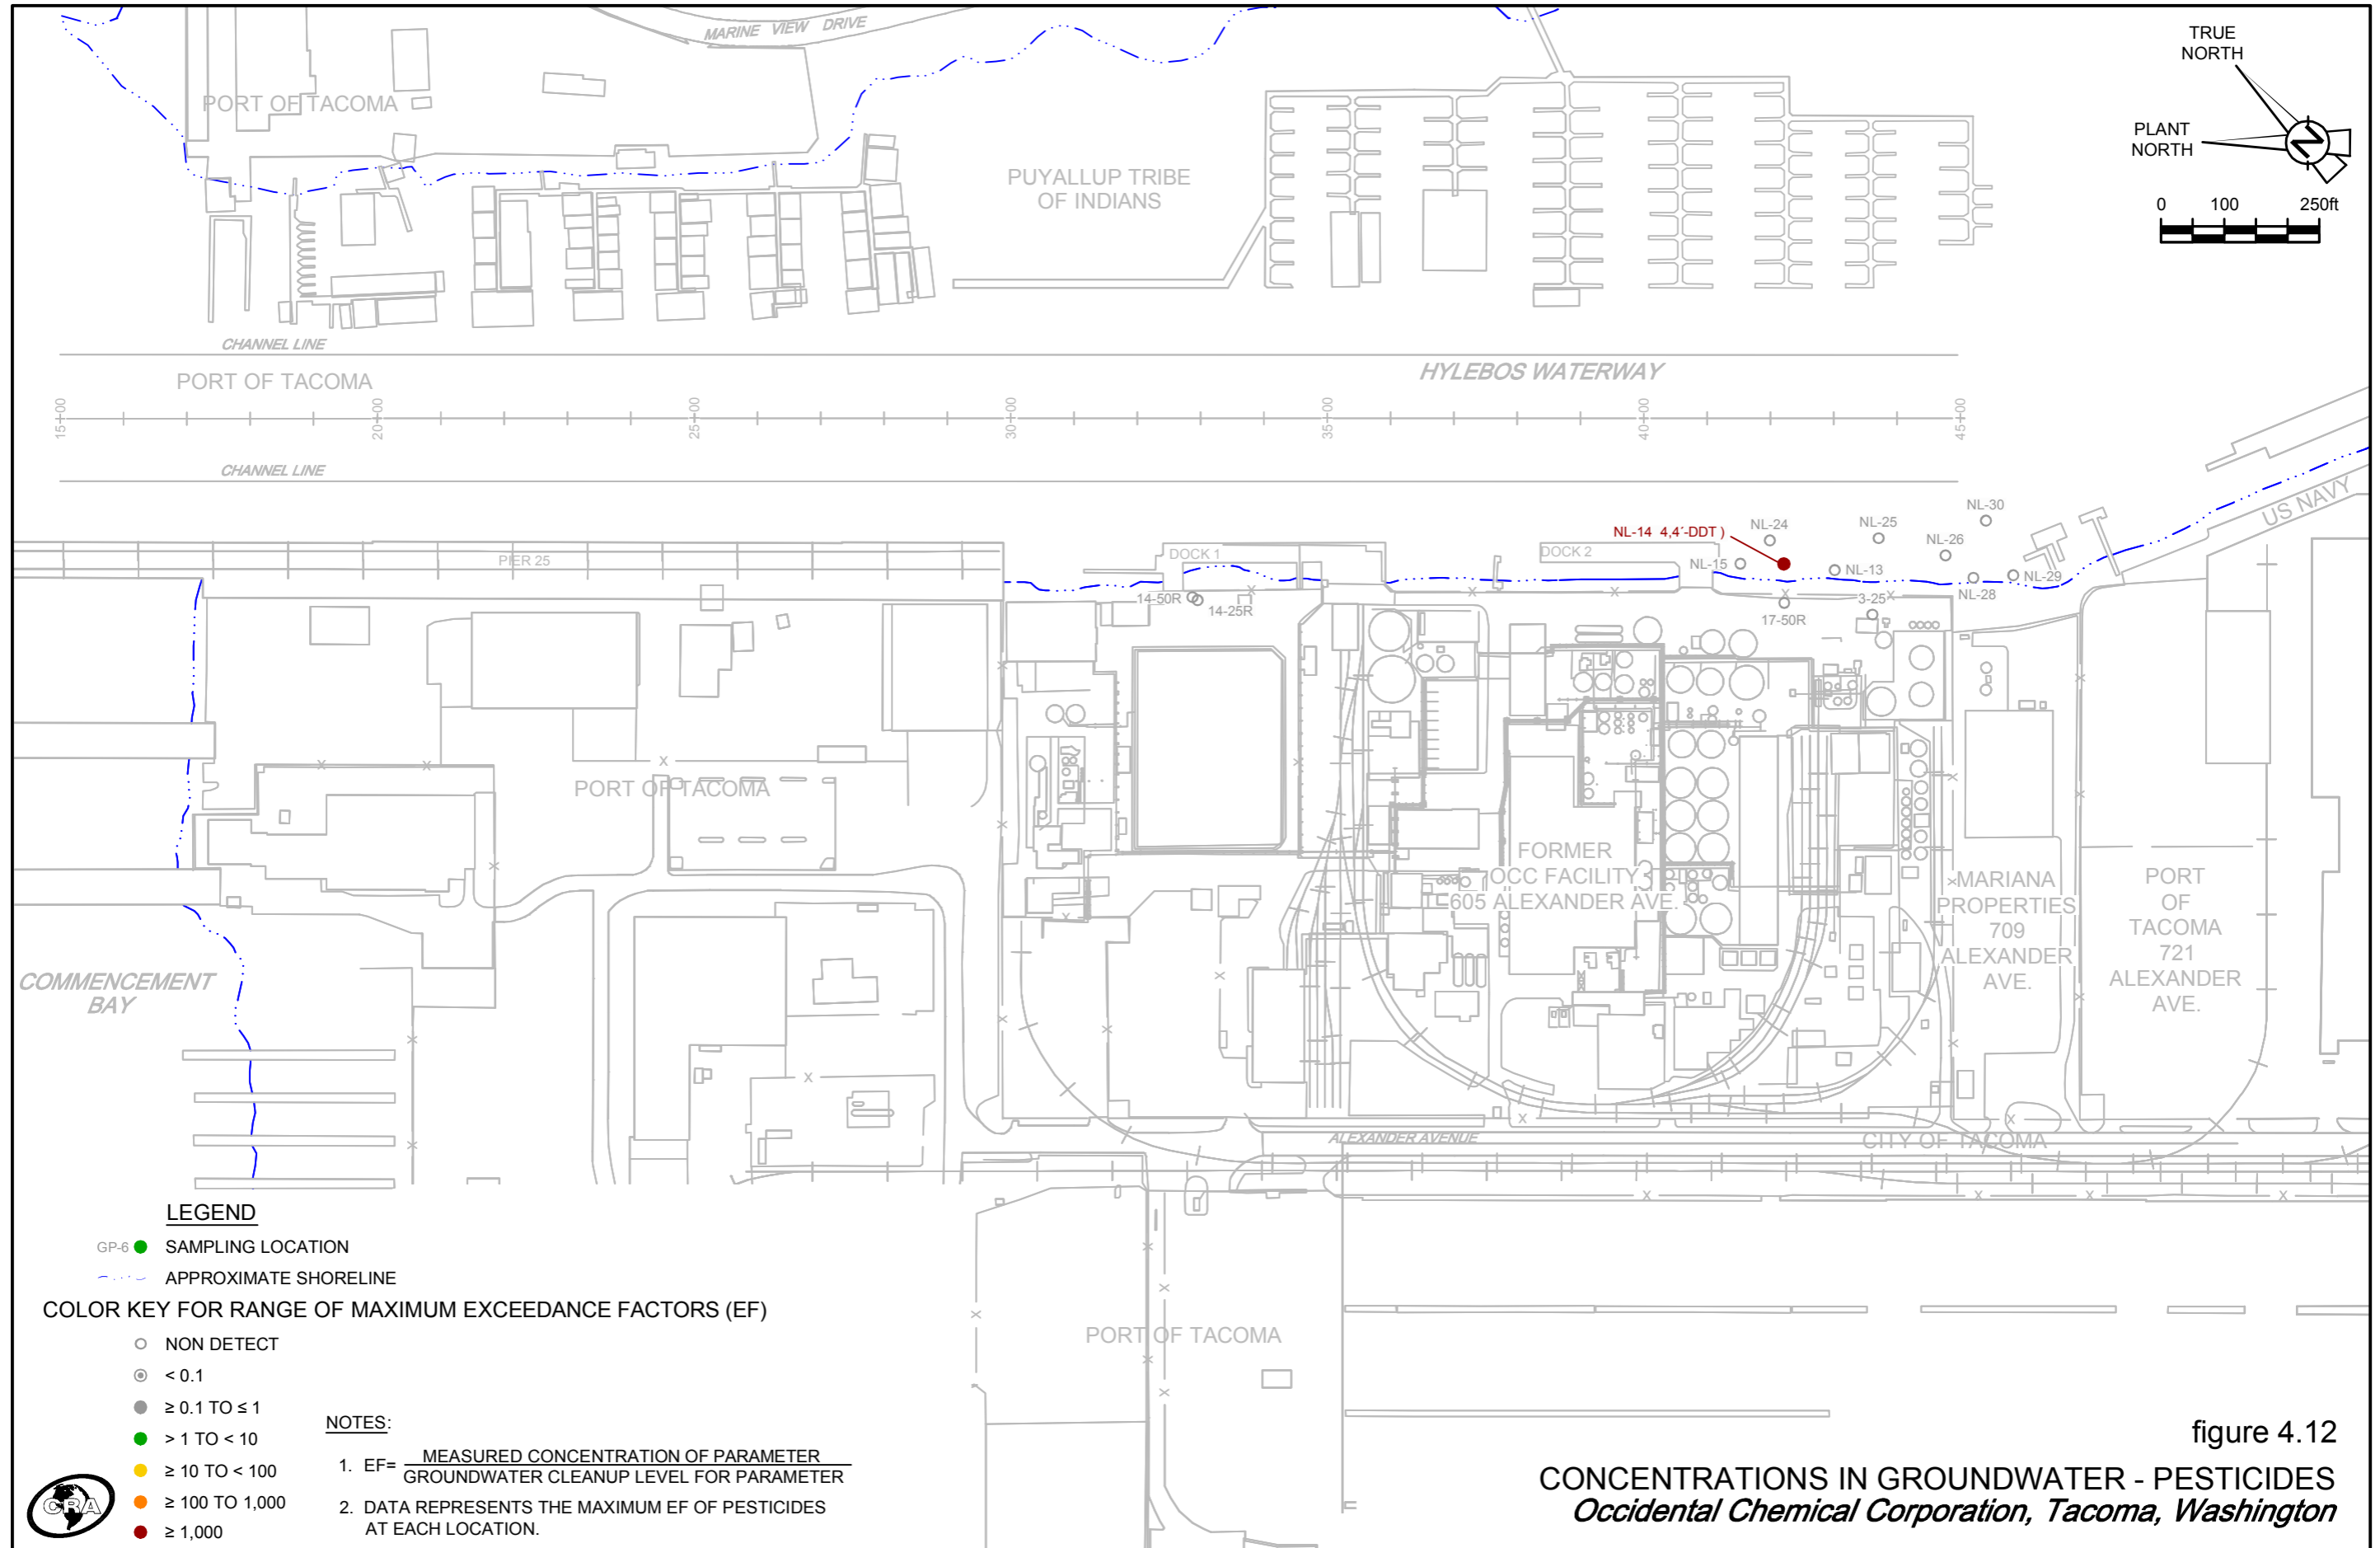 MARINE VIEW DRIVE
TRUE
NORTH
PLANT
NORTH
0 100 250ft
PORT OF TACOMA
PUYALLUP TRIBE
OF INDIANS
CHANNEL LINE
PORT OF TACOMA
HYLEBOS WATERWAY
15+00
20+00
25+00
30+00
35+00
40+00
45+00
CHANNEL LINE
US NAVY
NL-30
NL-14 4,4´-DDT )
NL-24
NL-25
NL-26
PIER 25
DOCK 1
DOCK 2
NL-15
NL-13
NL-29
NL-28
14-50R
14-25R
17-50R
3-25
PORT OF TACOMA
FORMER
OCC FACILITY
605 ALEXANDER AVE.
MARIANA
PROPERTIES
709
ALEXANDER
AVE.
PORT
OF
TACOMA
721
ALEXANDER
AVE.
COMMENCEMENT
BAY
ALEXANDER AVENUE
CITY OF TACOMA
PORT OF TACOMA
LEGEND
GP-6 SAMPLING LOCATION
APPROXIMATE SHORELINE
COLOR KEY FOR RANGE OF MAXIMUM EXCEEDANCE FACTORS (EF)
NON DETECT
< 0.1
≥ 0.1 TO ≤ 1
> 1 TO < 10
≥ 10 TO < 100
≥ 100 TO 1,000
≥ 1,000
CRA
NOTES:
1. EF= MEASURED CONCENTRATION OF PARAMETER
GROUNDWATER CLEANUP LEVEL FOR PARAMETER
2. DATA REPRESENTS THE MAXIMUM EF OF PESTICIDES
AT EACH LOCATION.
figure 4.12
CONCENTRATIONS IN GROUNDWATER - PESTICIDES
Occidental Chemical Corporation, Tacoma, Washington